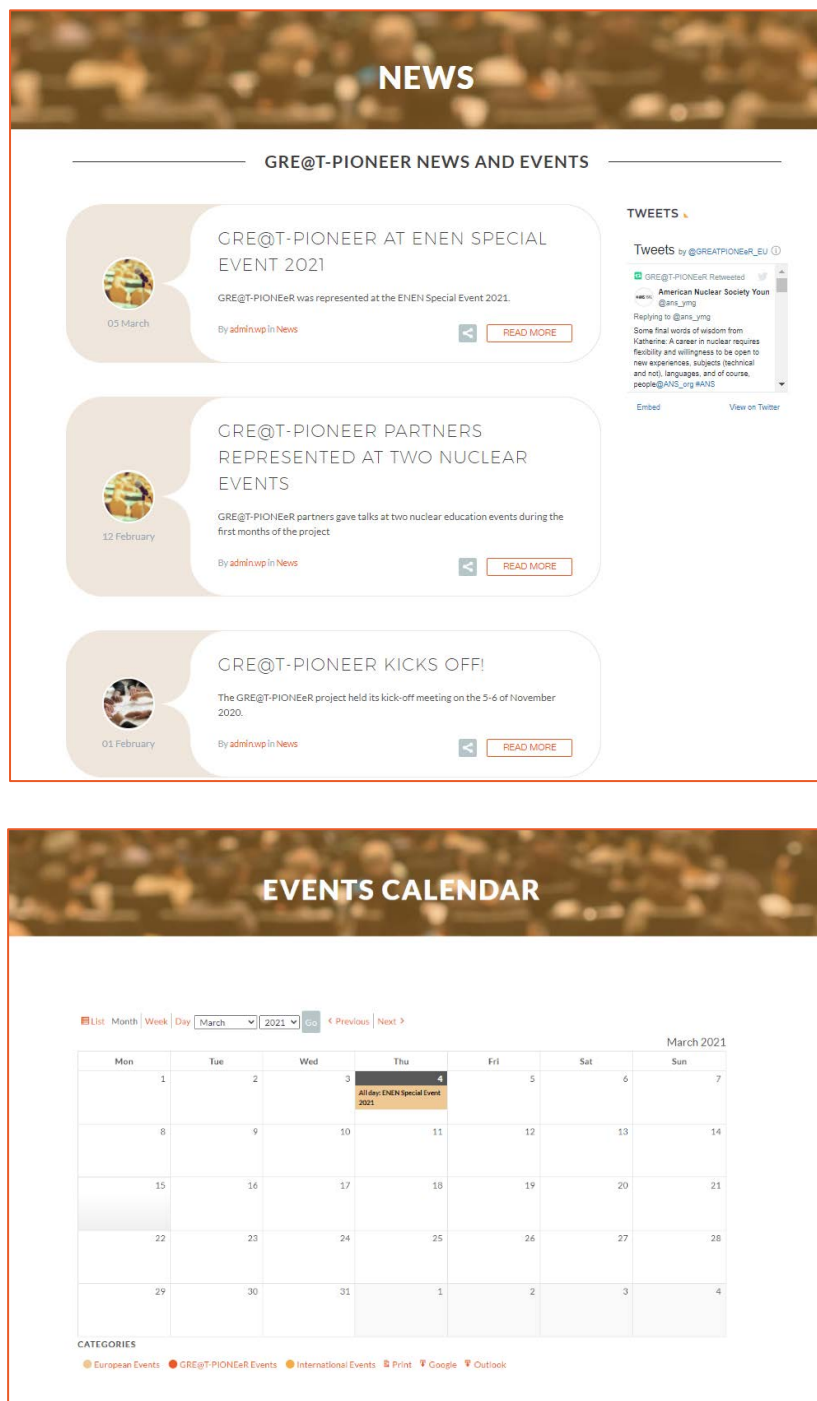 NEWS
GRE@T-PIONEER NEWS AND EVENTS
GRE@T-PIONEER AT ENEN SPECIAL
EVENT 2021
GRE@T-PIONEeR was represented at the ENEN Special Event 2021.
05 March
By admin.wp in News
READ MORE
GRE@T-PIONEER PARTNERS
REPRESENTED AT TWO NUCLEAR
EVENTS
GRE@T-PIONEeR partners gave talks at two nuclear education events during the
first months of the project
12 February
By admin.wp in News
READ MORE
GRE@T-PIONEER KICKS OFF!
The GRE@T-PIONEeR project held its kick-off meeting on the 5-6 of November
2020.
01 February
By admin.wp in News
READ MORE
TWEETS
Tweets by @GREATPIONEeR_EU
GRE@T-PIONEeR Retweeted
American Nuclear Society Youn
@ans_ymg
Replying to @ans_ymg
Some final words of wisdom from
Katherine: A career in nuclear requires
flexibility and willingness to be open to
new experiences, subjects (technical
and not), languages, and of course,
people@ANS_org #ANS
Embed View on Twitter
EVENTS CALENDAR
List Month Week Day March 2021 Go < Previous Next >
March 2021
Mon Tue Wed Thu Fri Sat Sun
1 2 3 4 5 6 7
All day: ENEN Special Event
2021
8 9 10 11 12 13 14
15 16 17 18 19 20 21
22 23 24 25 26 27 28
29 30 31 1 2 3 4
CATEGORIES
European Events GRE@T-PIONEeR Events International Events Print Google Outlook